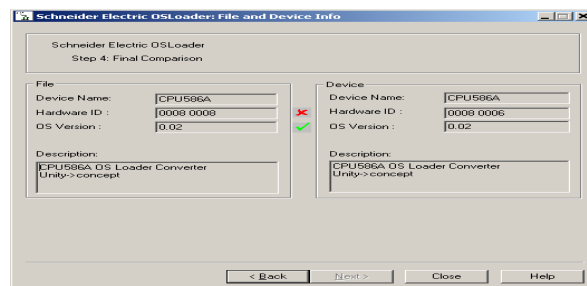 Schneider Electric OSLoader: File and Device Info
Schneider Electric OSLoader
Step 4: Final Comparison
File
Device Name: CPU586A
Hardware ID : 0008 0008
OS Version : 0.02
Description:
CPU586A OS Loader Converter
Unity->concept
Device
Device Name: CPU586A
Hardware ID : 0008 0006
OS Version : 0.02
Description:
CPU586A OS Loader Converter
Unity->concept
< Back
Next >
Close
Help